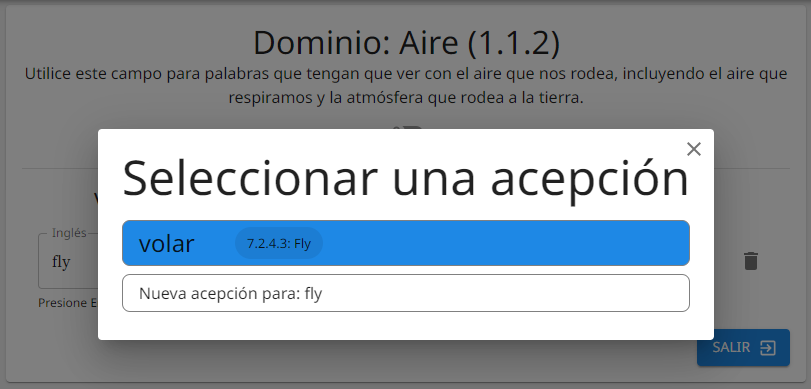 Dominio: Aire (1.1.2)
Utilice este campo para palabras que tengan que ver con el aire que nos rodea, incluyendo el aire que
respiramos y la atmósfera que rodea a la tierra.
Seleccionar una acepción
volar 7.2.4.3: Fly
Nueva acepción para: fly
Inglés
fly
Presione E
SALIR